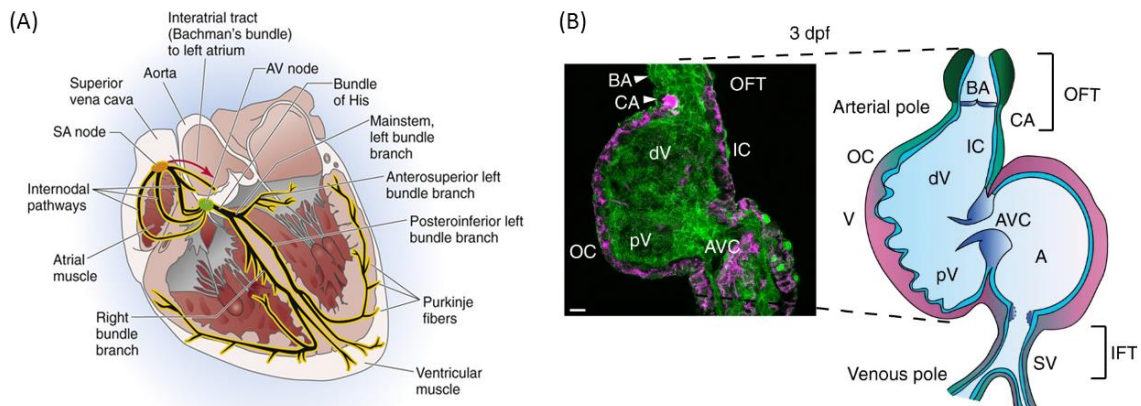 (A)
Interatrial tract
(Bachman's bundle)
to left atrium
Aorta
AV node
Superior
vena cava
Bundle
of His
SA node
Mainstem,
left bundle
branch
Internodal
pathways
Anterosuperior left
bundle branch
Posteroinferior left
bundle branch
Atrial
muscle
Purkinje
fibers
Right
bundle
branch
Ventricular
muscle
(B)
3 dpf
BA
CA
OFT
dV
IC
pV
AVC
OC
BA
OFT
Arterial pole
CA
IC
OC
dV
V
AVC
A
pV
SV
IFT
Venous pole